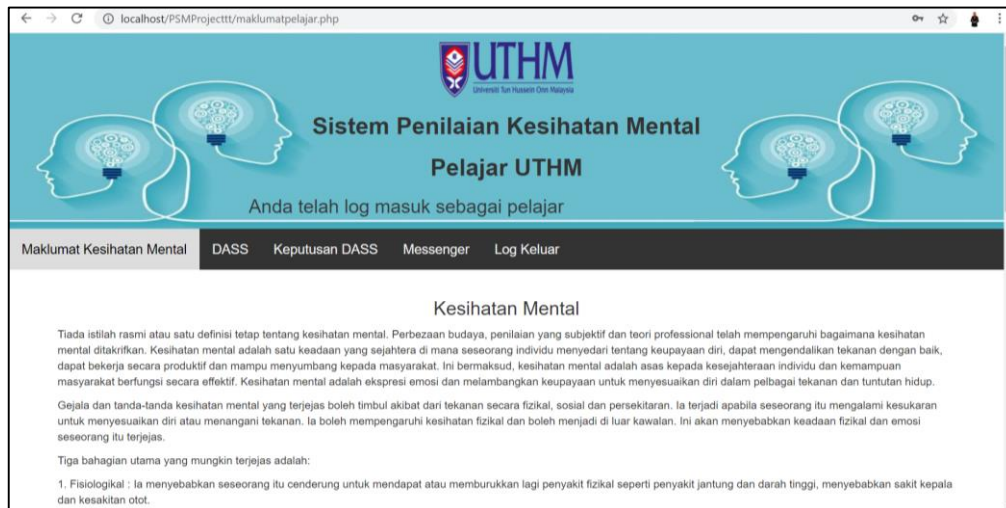 localhost/PSMProjecttt/maklumatpelajar.php
UTHM
Universiti Tun Hussein Onn Malaysia
Sistem Penilaian Kesihatan Mental
Pelajar UTHM
Anda telah log masuk sebagai pelajar
Maklumat Kesihatan Mental DASS Keputusan DASS Messenger Log Keluar
Kesihatan Mental
Tiada istilah rasmi atau satu definisi tetap tentang kesihatan mental. Perbezaan budaya, penilaian yang subjektif dan teori professional telah mempengaruhi bagaimana kesihatan
mental ditakrifkan. Kesihatan mental adalah satu keadaan yang sejahtera di mana seseorang individu menyedari tentang keupayaan diri, dapat mengendalikan tekanan dengan baik,
dapat bekerja secara produktif dan mampu menyumbang kepada masyarakat. Ini bermaksud, kesihatan mental adalah asas kepada kesejahteraan individu dan kemampuan
masyarakat berfungsi secara effektif. Kesihatan mental adalah ekspresi emosi dan melambangkan keupayaan untuk menyesuaikan diri dalam pelbagai tekanan dan tuntutan hidup.
Gejala dan tanda-tanda kesihatan mental yang terjejas boleh timbul akibat dari tekanan secara fizikal, sosial dan persekitaran. Ia terjadi apabila seseorang itu mengalami kesukaran
untuk menyesuaikan diri atau menangani tekanan. Ia boleh mempengaruhi kesihatan fizikal dan boleh menjadi di luar kawalan. Ini akan menyebabkan keadaan fizikal dan emosi
seseorang itu terjejas.
Tiga bahagian utama yang mungkin terjejas adalah:
1. Fisiologikal : Ia menyebabkan seseorang itu cenderung untuk mendapat atau memburukkan lagi penyakit fizikal seperti penyakit jantung dan darah tinggi, menyebabkan sakit kepala
dan kesakitan otot.